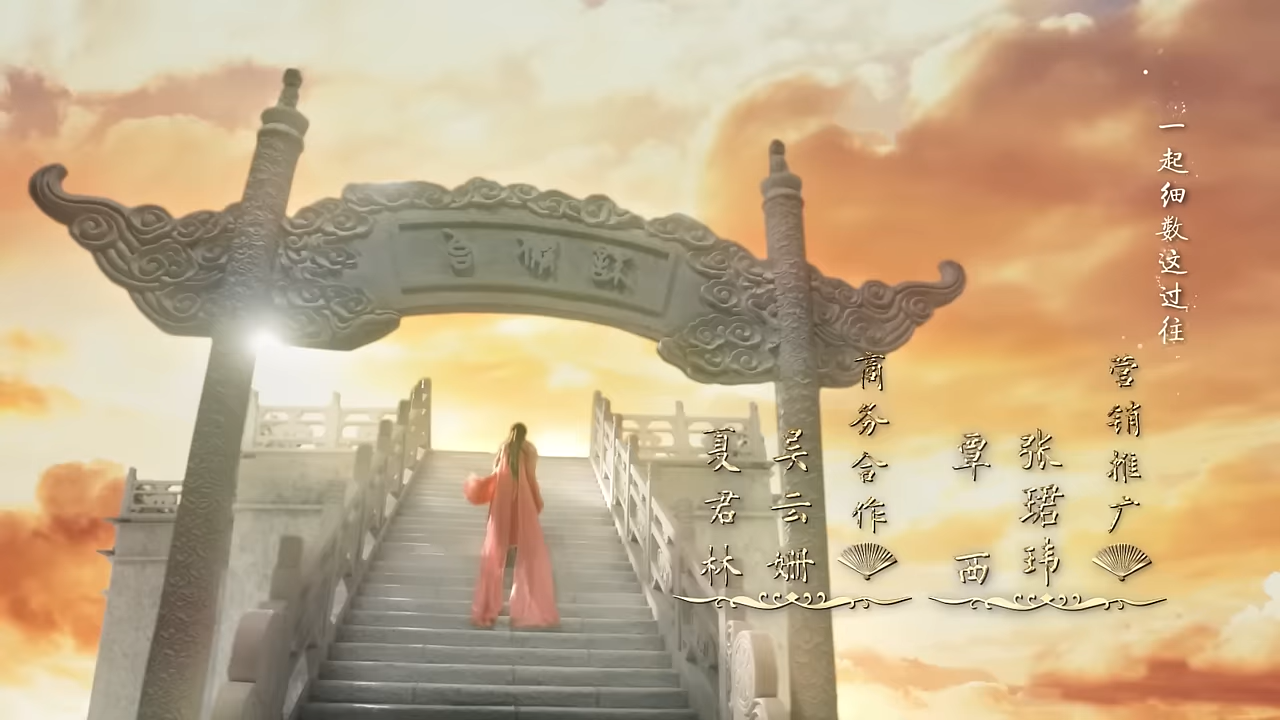 一起细数这过往
营销推广
张珺玮
覃西
商务合作
吴云姗
夏君林